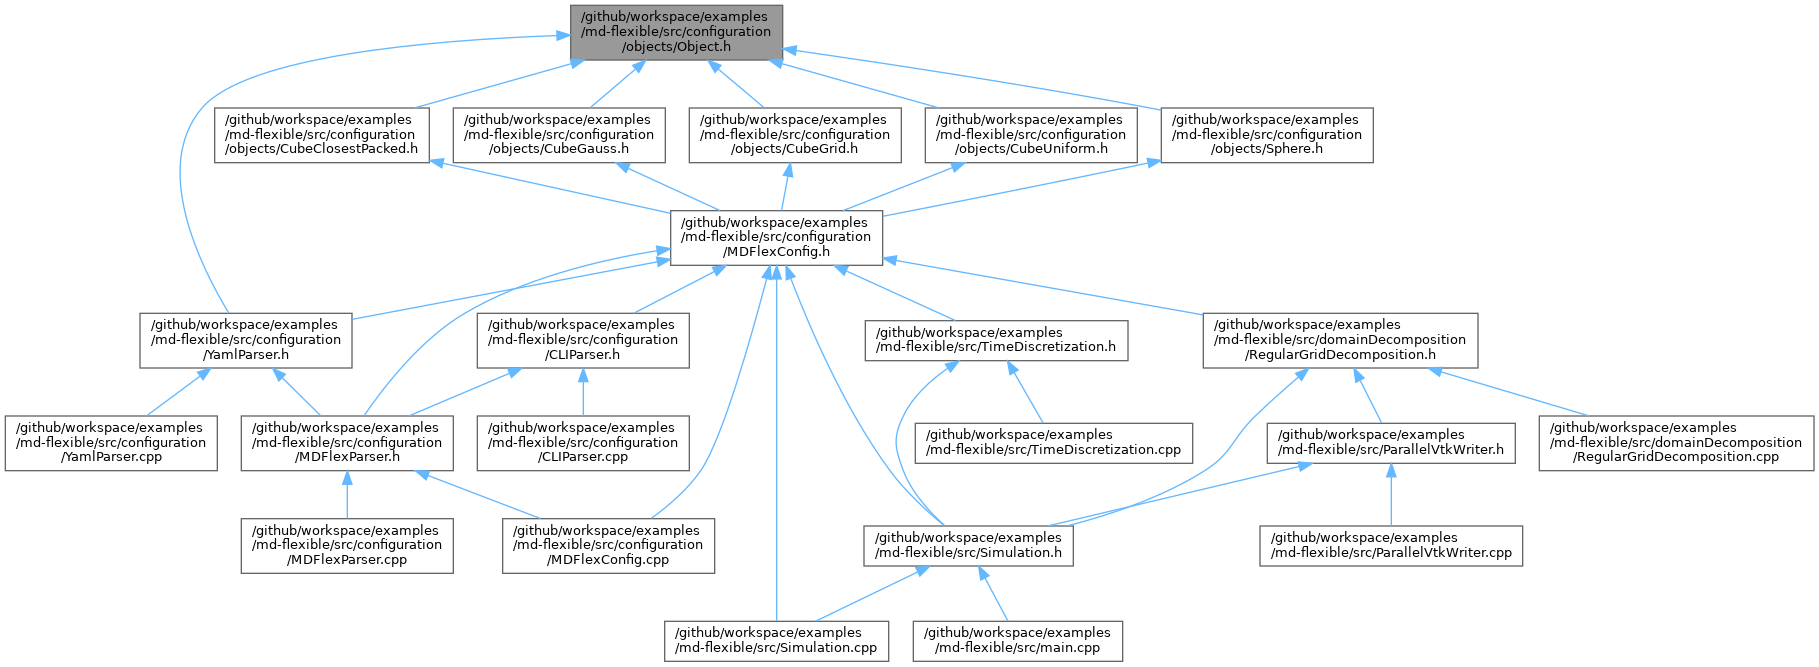 /github/workspace/examples
/md-flexible/src/configuration
/objects/Object.h
/github/workspace/examples
/md-flexible/src/configuration
/objects/CubeClosestPacked.h
/github/workspace/examples
/md-flexible/src/configuration
/objects/CubeGauss.h
/github/workspace/examples
/md-flexible/src/configuration
/objects/CubeGrid.h
/github/workspace/examples
/md-flexible/src/configuration
/objects/CubeUniform.h
/github/workspace/examples
/md-flexible/src/configuration
/objects/Sphere.h
/github/workspace/examples
/md-flexible/src/configuration
/MDFlexConfig.h
/github/workspace/examples
/md-flexible/src/configuration
/YamlParser.h
/github/workspace/examples
/md-flexible/src/configuration
/CLIParser.h
/github/workspace/examples
/md-flexible/src/TimeDiscretization.h
/github/workspace/examples
/md-flexible/src/domainDecomposition
/RegularGridDecomposition.h
/github/workspace/examples
/md-flexible/src/configuration
/YamlParser.cpp
/github/workspace/examples
/md-flexible/src/configuration
/MDFlexParser.h
/github/workspace/examples
/md-flexible/src/configuration
/CLIParser.cpp
/github/workspace/examples
/md-flexible/src/TimeDiscretization.cpp
/github/workspace/examples
/md-flexible/src/ParallelVtkWriter.h
/github/workspace/examples
/md-flexible/src/domainDecomposition
/RegularGridDecomposition.cpp
/github/workspace/examples
/md-flexible/src/configuration
/MDFlexParser.cpp
/github/workspace/examples
/md-flexible/src/configuration
/MDFlexConfig.cpp
/github/workspace/examples
/md-flexible/src/Simulation.h
/github/workspace/examples
/md-flexible/src/ParallelVtkWriter.cpp
/github/workspace/examples
/md-flexible/src/Simulation.cpp
/github/workspace/examples
/md-flexible/src/main.cpp